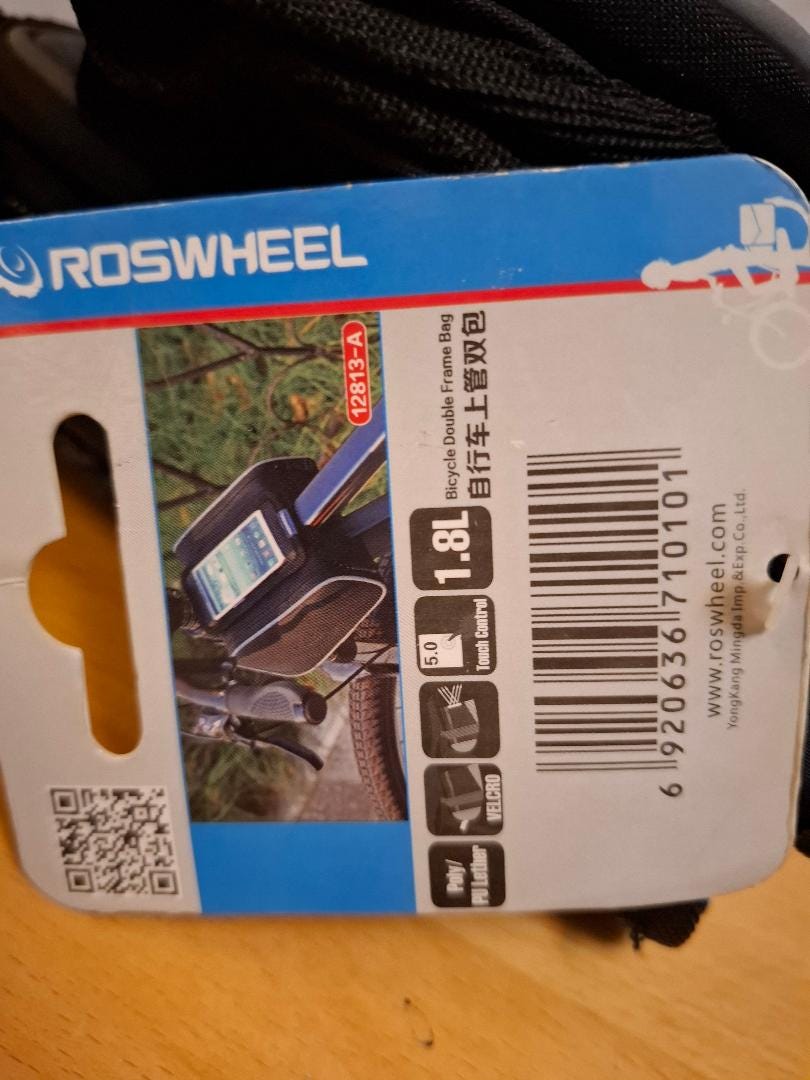 ROSWHEEL
12813-A
Bicycle Double Frame Bag
自行车上管双包
1.8L
5.0
Touch Control
VELCRO
Poly/
PU Lether
6 920636 710101
www.roswheel.com
YongKang Mingda Imp.&Exp.Co.,Ltd.